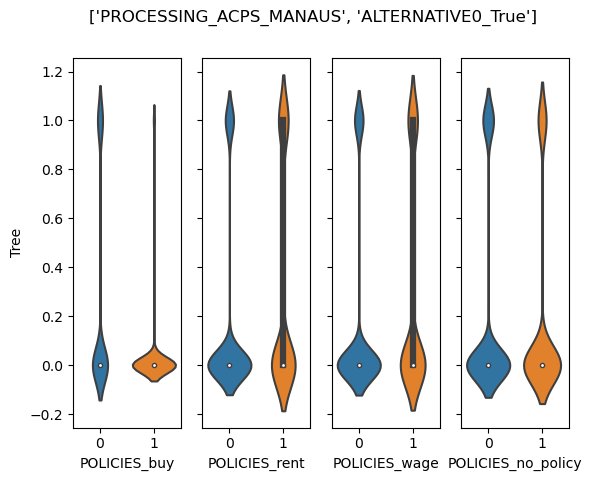 ['PROCESSING_ACPS_MANAUS', 'ALTERNATIVE0_True']
Tree
1.2
1.0
0.8
0.6
0.4
0.2
0.0
−0.2
0 1 0 1 0 1 0 1
POLICIES_buy POLICIES_rent POLICIES_wage POLICIES_no_policy